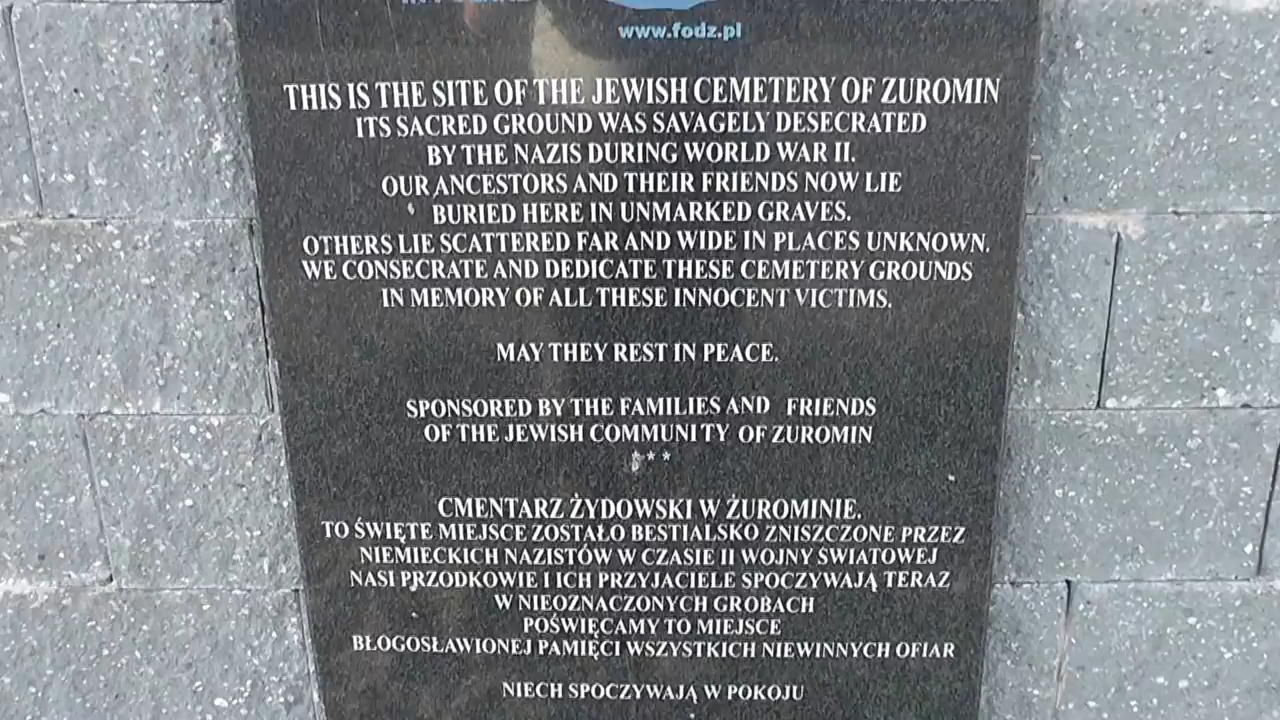 www.fodz.pl
THIS IS THE SITE OF THE JEWISH CEMETERY OF ZUROMIN
ITS SACRED GROUND WAS SAVAGELY DESECRATED
BY THE NAZIS DURING WORLD WAR II.
OUR ANCESTORS AND THEIR FRIENDS NOW LIE
BURIED HERE IN UNMARKED GRAVES.
OTHERS LIE SCATTERED FAR AND WIDE IN PLACES UNKNOWN.
WE CONSECRATE AND DEDICATE THESE CEMETERY GROUNDS
IN MEMORY OF ALL THESE INNOCENT VICTIMS.
MAY THEY REST IN PEACE.
SPONSORED BY THE FAMILIES AND FRIENDS
OF THE JEWISH COMMUNITY OF ZUROMIN
***
CMENTARZ ŻYDOWSKI W ŻUROMINIE.
TO ŚWIĘTE MIEJSCE ZOSTAŁO BESTIALSKO ZNISZCZONE PRZEZ
NIEMIECKICH NAZISTÓW W CZASIE II WOJNY ŚWIATOWEJ
NASI PRZODKOWIE I ICH PRZYJACIELE SPOCZYWAJĄ TERAZ
W NIEOZNACZONYCH GROBACH
POŚWIĘCAMY TO MIEJSCE
BŁOGOSŁAWIONEJ PAMIĘCI WSZYSTKICH NIEWINNYCH OFIAR
NIECH SPOCZYWAJĄ W POKOJU